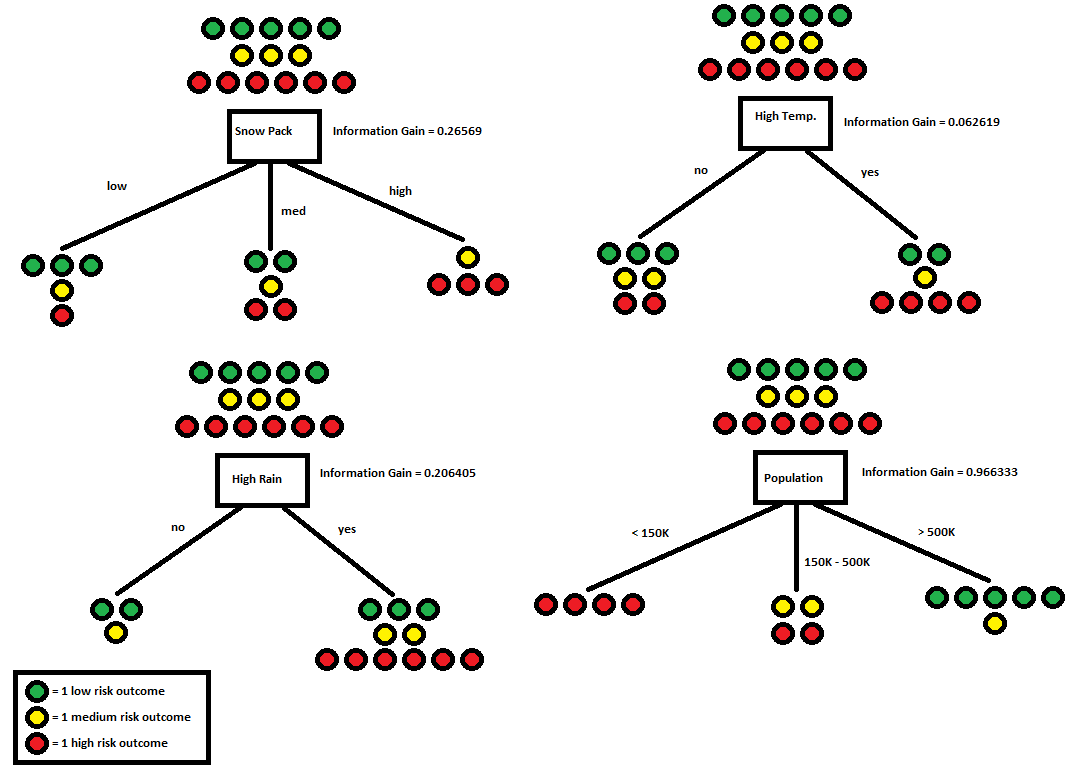 Snow Pack
Information Gain = 0.26569
low
med
high
High Temp.
Information Gain = 0.062619
no
yes
High Rain
Information Gain = 0.206405
no
yes
Population
Information Gain = 0.966333
< 150K
150K - 500K
> 500K
= 1 low risk outcome
= 1 medium risk outcome
= 1 high risk outcome